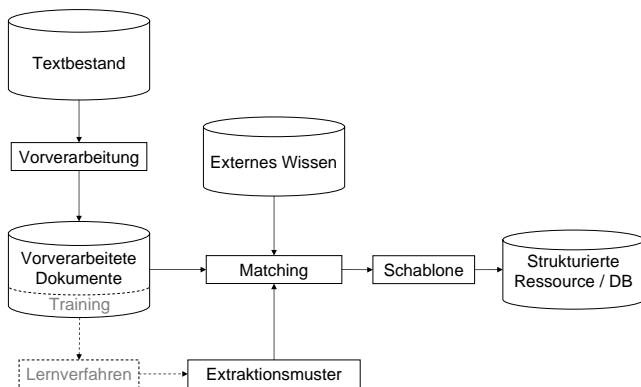 Textbestand
Vorverarbeitung
Externes Wissen
Vorverarbeitete
Dokumente
Training
Matching
Schablone
Strukturierte
Ressource / DB
Lernverfahren
Extraktionsmuster